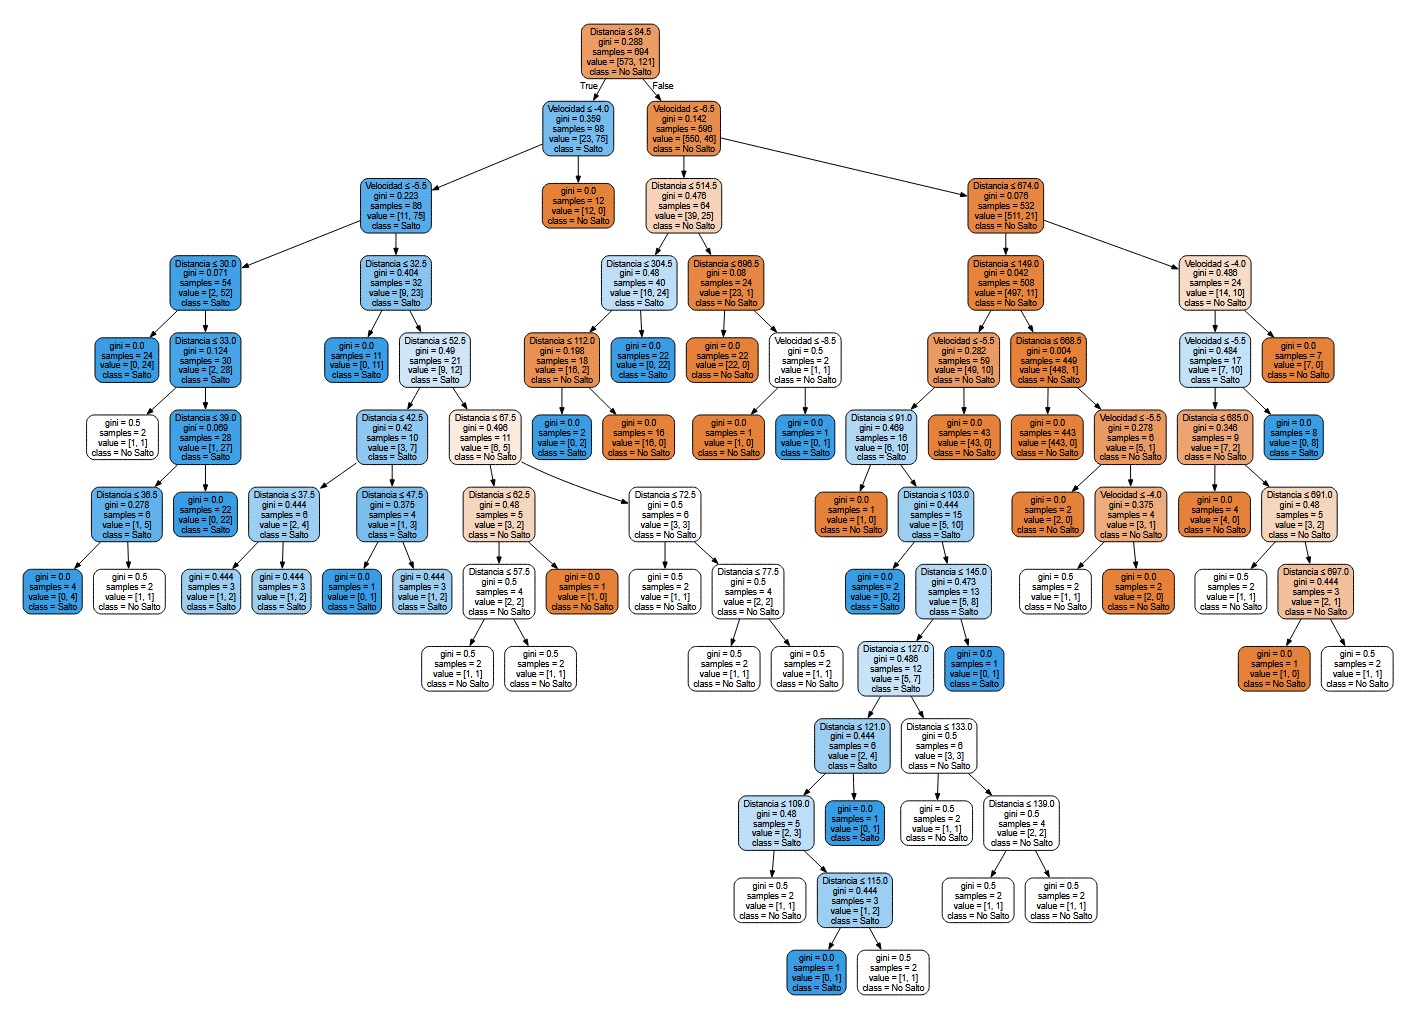 Distancia ≤ 84.5
gini = 0.288
samples = 694
value = [573, 121]
class = No Salto
True
False
Velocidad ≤ -4.0
gini = 0.359
samples = 98
value = [23, 75]
class = Salto
Velocidad ≤ -6.5
gini = 0.142
samples = 596
value = [550, 46]
class = No Salto
Velocidad ≤ -5.5
gini = 0.223
samples = 86
value = [11, 75]
class = Salto
gini = 0.0
samples = 12
value = [12, 0]
class = No Salto
Distancia ≤ 514.5
gini = 0.476
samples = 64
value = [39, 25]
class = No Salto
Distancia ≤ 674.0
gini = 0.076
samples = 532
value = [511, 21]
class = No Salto
Distancia ≤ 30.0
gini = 0.071
samples = 54
value = [2, 52]
class = Salto
Distancia ≤ 32.5
gini = 0.404
samples = 32
value = [9, 23]
class = Salto
Distancia ≤ 304.5
gini = 0.48
samples = 40
value = [16, 24]
class = Salto
Distancia ≤ 696.5
gini = 0.08
samples = 24
value = [23, 1]
class = No Salto
Distancia ≤ 149.0
gini = 0.042
samples = 508
value = [497, 11]
class = No Salto
Velocidad ≤ -4.0
gini = 0.486
samples = 24
value = [14, 10]
class = No Salto
gini = 0.0
samples = 24
value = [0, 24]
class = Salto
Distancia ≤ 33.0
gini = 0.124
samples = 30
value = [2, 28]
class = Salto
gini = 0.0
samples = 11
value = [0, 11]
class = Salto
Distancia ≤ 52.5
gini = 0.49
samples = 21
value = [9, 12]
class = Salto
Distancia ≤ 112.0
gini = 0.198
samples = 18
value = [16, 2]
class = No Salto
gini = 0.0
samples = 22
value = [0, 22]
class = Salto
gini = 0.0
samples = 22
value = [22, 0]
class = No Salto
Velocidad ≤ -8.5
gini = 0.5
samples = 2
value = [1, 1]
class = No Salto
Velocidad ≤ -5.5
gini = 0.282
samples = 59
value = [49, 10]
class = No Salto
Distancia ≤ 668.5
gini = 0.004
samples = 449
value = [448, 1]
class = No Salto
Velocidad ≤ -5.5
gini = 0.484
samples = 17
value = [7, 10]
class = Salto
gini = 0.0
samples = 7
value = [7, 0]
class = No Salto
gini = 0.5
samples = 2
value = [1, 1]
class = No Salto
Distancia ≤ 39.0
gini = 0.069
samples = 28
value = [1, 27]
class = Salto
Distancia ≤ 42.5
gini = 0.42
samples = 10
value = [3, 7]
class = Salto
Distancia ≤ 67.5
gini = 0.496
samples = 11
value = [6, 5]
class = No Salto
gini = 0.0
samples = 2
value = [0, 2]
class = Salto
gini = 0.0
samples = 16
value = [16, 0]
class = No Salto
gini = 0.0
samples = 1
value = [1, 0]
class = No Salto
gini = 0.0
samples = 1
value = [0, 1]
class = Salto
Distancia ≤ 91.0
gini = 0.469
samples = 16
value = [6, 10]
class = Salto
gini = 0.0
samples = 43
value = [43, 0]
class = No Salto
gini = 0.0
samples = 443
value = [443, 0]
class = No Salto
Velocidad ≤ -5.5
gini = 0.278
samples = 6
value = [5, 1]
class = No Salto
Distancia ≤ 685.0
gini = 0.346
samples = 9
value = [7, 2]
class = No Salto
gini = 0.0
samples = 8
value = [0, 8]
class = Salto
Distancia ≤ 36.5
gini = 0.278
samples = 6
value = [1, 5]
class = Salto
gini = 0.0
samples = 22
value = [0, 22]
class = Salto
Distancia ≤ 37.5
gini = 0.444
samples = 6
value = [2, 4]
class = Salto
Distancia ≤ 47.5
gini = 0.375
samples = 4
value = [1, 3]
class = Salto
Distancia ≤ 62.5
gini = 0.48
samples = 5
value = [3, 2]
class = No Salto
Distancia ≤ 72.5
gini = 0.5
samples = 6
value = [3, 3]
class = No Salto
gini = 0.0
samples = 1
value = [1, 0]
class = No Salto
Distancia ≤ 103.0
gini = 0.444
samples = 15
value = [5, 10]
class = Salto
gini = 0.0
samples = 2
value = [2, 0]
class = No Salto
Velocidad ≤ -4.0
gini = 0.375
samples = 4
value = [3, 1]
class = No Salto
gini = 0.0
samples = 4
value = [4, 0]
class = No Salto
Distancia ≤ 691.0
gini = 0.48
samples = 5
value = [3, 2]
class = No Salto
gini = 0.0
samples = 4
value = [0, 4]
class = Salto
gini = 0.5
samples = 2
value = [1, 1]
class = No Salto
gini = 0.444
samples = 3
value = [1, 2]
class = Salto
gini = 0.444
samples = 3
value = [1, 2]
class = Salto
gini = 0.0
samples = 1
value = [0, 1]
class = Salto
gini = 0.444
samples = 3
value = [1, 2]
class = Salto
Distancia ≤ 57.5
gini = 0.5
samples = 4
value = [2, 2]
class = No Salto
gini = 0.0
samples = 1
value = [1, 0]
class = No Salto
gini = 0.5
samples = 2
value = [1, 1]
class = No Salto
Distancia ≤ 77.5
gini = 0.5
samples = 4
value = [2, 2]
class = No Salto
gini = 0.0
samples = 2
value = [0, 2]
class = Salto
Distancia ≤ 145.0
gini = 0.473
samples = 13
value = [5, 8]
class = Salto
gini = 0.5
samples = 2
value = [1, 1]
class = No Salto
gini = 0.0
samples = 2
value = [2, 0]
class = No Salto
gini = 0.5
samples = 2
value = [1, 1]
class = No Salto
Distancia ≤ 697.0
gini = 0.444
samples = 3
value = [2, 1]
class = No Salto
gini = 0.5
samples = 2
value = [1, 1]
class = No Salto
gini = 0.5
samples = 2
value = [1, 1]
class = No Salto
gini = 0.5
samples = 2
value = [1, 1]
class = No Salto
gini = 0.5
samples = 2
value = [1, 1]
class = No Salto
Distancia ≤ 127.0
gini = 0.486
samples = 12
value = [5, 7]
class = Salto
gini = 0.0
samples = 1
value = [0, 1]
class = Salto
gini = 0.0
samples = 1
value = [1, 0]
class = No Salto
gini = 0.5
samples = 2
value = [1, 1]
class = No Salto
Distancia ≤ 121.0
gini = 0.444
samples = 6
value = [2, 4]
class = Salto
Distancia ≤ 133.0
gini = 0.5
samples = 6
value = [3, 3]
class = No Salto
Distancia ≤ 109.0
gini = 0.48
samples = 5
value = [2, 3]
class = Salto
gini = 0.0
samples = 1
value = [0, 1]
class = Salto
gini = 0.5
samples = 2
value = [1, 1]
class = No Salto
Distancia ≤ 139.0
gini = 0.5
samples = 4
value = [2, 2]
class = No Salto
gini = 0.5
samples = 2
value = [1, 1]
class = No Salto
Distancia ≤ 115.0
gini = 0.444
samples = 3
value = [1, 2]
class = Salto
gini = 0.5
samples = 2
value = [1, 1]
class = No Salto
gini = 0.5
samples = 2
value = [1, 1]
class = No Salto
gini = 0.0
samples = 1
value = [0, 1]
class = Salto
gini = 0.5
samples = 2
value = [1, 1]
class = No Salto